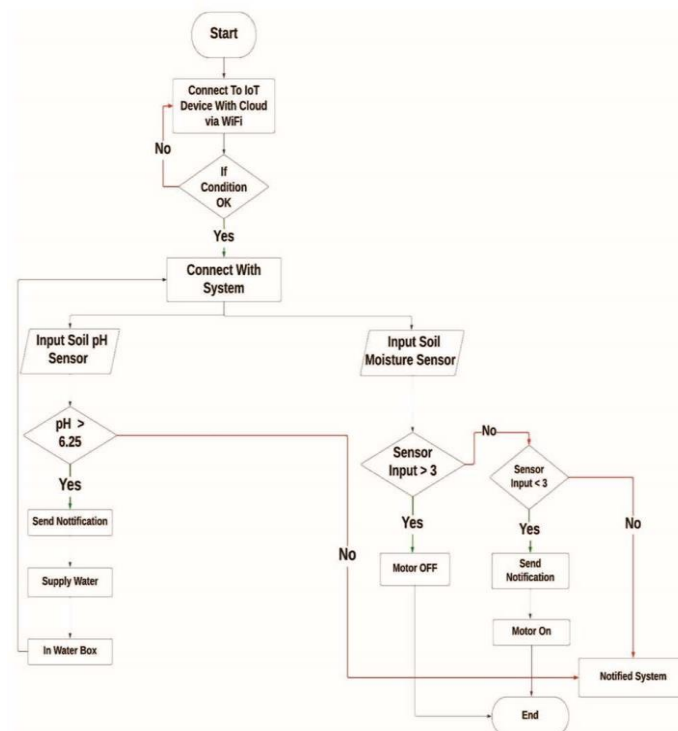 Start
Connect To IoT
Device With Cloud
via WiFi
No
If
Condition
OK
Yes
Connect With
System
Input Soil pH
Sensor
Input Soil
Moisture Sensor
pH >
6.25
No
Sensor
Input > 3
Sensor
Input < 3
Yes
Send Nottification
Yes
Yes
No
No
Motor OFF
Send
Notification
Supply Water
Motor On
In Water Box
Notified System
End